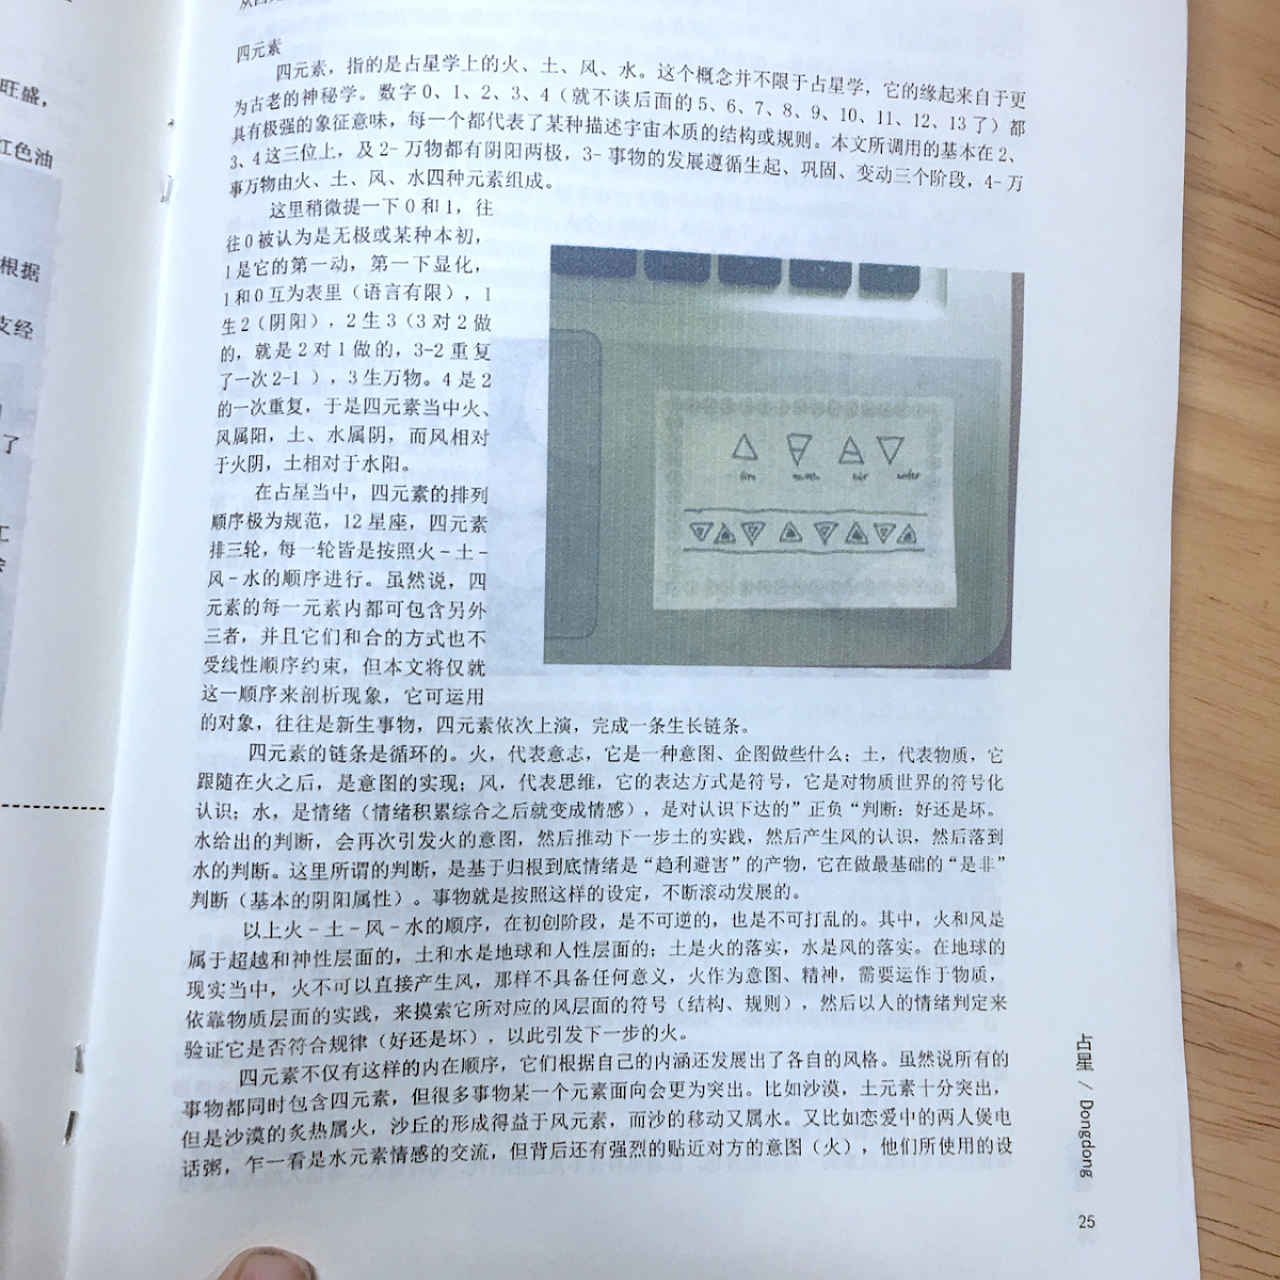 旺盛，
红色油
根据
支经
了
四元素
四元素，指的是占星学上的火、土、风、水。这个概念并不限于占星学，它的缘起来自于更
为古老的神秘学。数字0、1、2、3、4（就不谈后面的5、6、7、8、9、10、11、12、13了）都
具有极强的象征意味，每一个都代表了某种描述宇宙本质的结构或规则。本文所调用的基本在2、
3、4这三位上，及2-万物都有阴阳两极，3-事物的发展遵循生起、巩固、变动三个阶段，4-万
事万物由火、土、风、水四种元素组成。
这里稍微提一下0和1，往
往0被认为是无极或某种本初，
1是它的第一动，第一下显化，
1和0互为表里（语言有限），1
生2（阴阳），2生3（3对2做
的，就是2对1做的，3-2重复
了一次2-1），3生万物。4是2
的一次重复，于是四元素当中火、
风属阳，土、水属阴，而风相对
于火阴，土相对于水阳。
在占星当中，四元素的排列
顺序极为规范，12星座，四元素
排三轮，每一轮皆是按照火-土-
风-水的顺序进行。虽然说，四
元素的每一元素内都可包含另外
三者，并且它们和合的方式也不
受线性顺序约束，但本文将仅就
这一顺序来剖析现象，它可运用
的对象，往往是新生事物，四元素依次上演，完成一条生长链条。
fire earth air water
四元素的链条是循环的。火，代表意志，它是一种意图、企图做些什么；土，代表物质，它
跟随在火之后，是意图的实现；风，代表思维，它的表达方式是符号，它是对物质世界的符号化
认识；水，是情绪（情绪积累综合之后就变成情感），是对认识下达的”正负“判断：好还是坏。
水给出的判断，会再次引发火的意图，然后推动下一步土的实践，然后产生风的认识，然后落到
水的判断。这里所谓的判断，是基于归根到底情绪是“趋利避害”的产物，它在做最基础的“是非”
判断（基本的阴阳属性）。事物就是按照这样的设定，不断滚动发展的。
以上火-土-风-水的顺序，在初创阶段，是不可逆的，也是不可打乱的。其中，火和风是
属于超越和神性层面的，土和水是地球和人性层面的；土是火的落实，水是风的落实。在地球的
现实当中，火不可以直接产生风，那样不具备任何意义，火作为意图、精神，需要运作于物质，
依靠物质层面的实践，来摸索它所对应的风层面的符号（结构、规则），然后以人的情绪判定来
验证它是否符合规律（好还是坏），以此引发下一步的火。
四元素不仅有这样的内在顺序，它们根据自己的内涵还发展出了各自的风格。虽然说所有的
事物都同时包含四元素，但很多事物某一个元素面向会更为突出。比如沙漠，土元素十分突出，
但是沙漠的炙热属火，沙丘的形成得益于风元素，而沙的移动又属水。又比如恋爱中的两人煲电
话粥，乍一看是水元素情感的交流，但背后还有强烈的贴近对方的意图（火），他们所使用的设
占星 / Dongdong
25